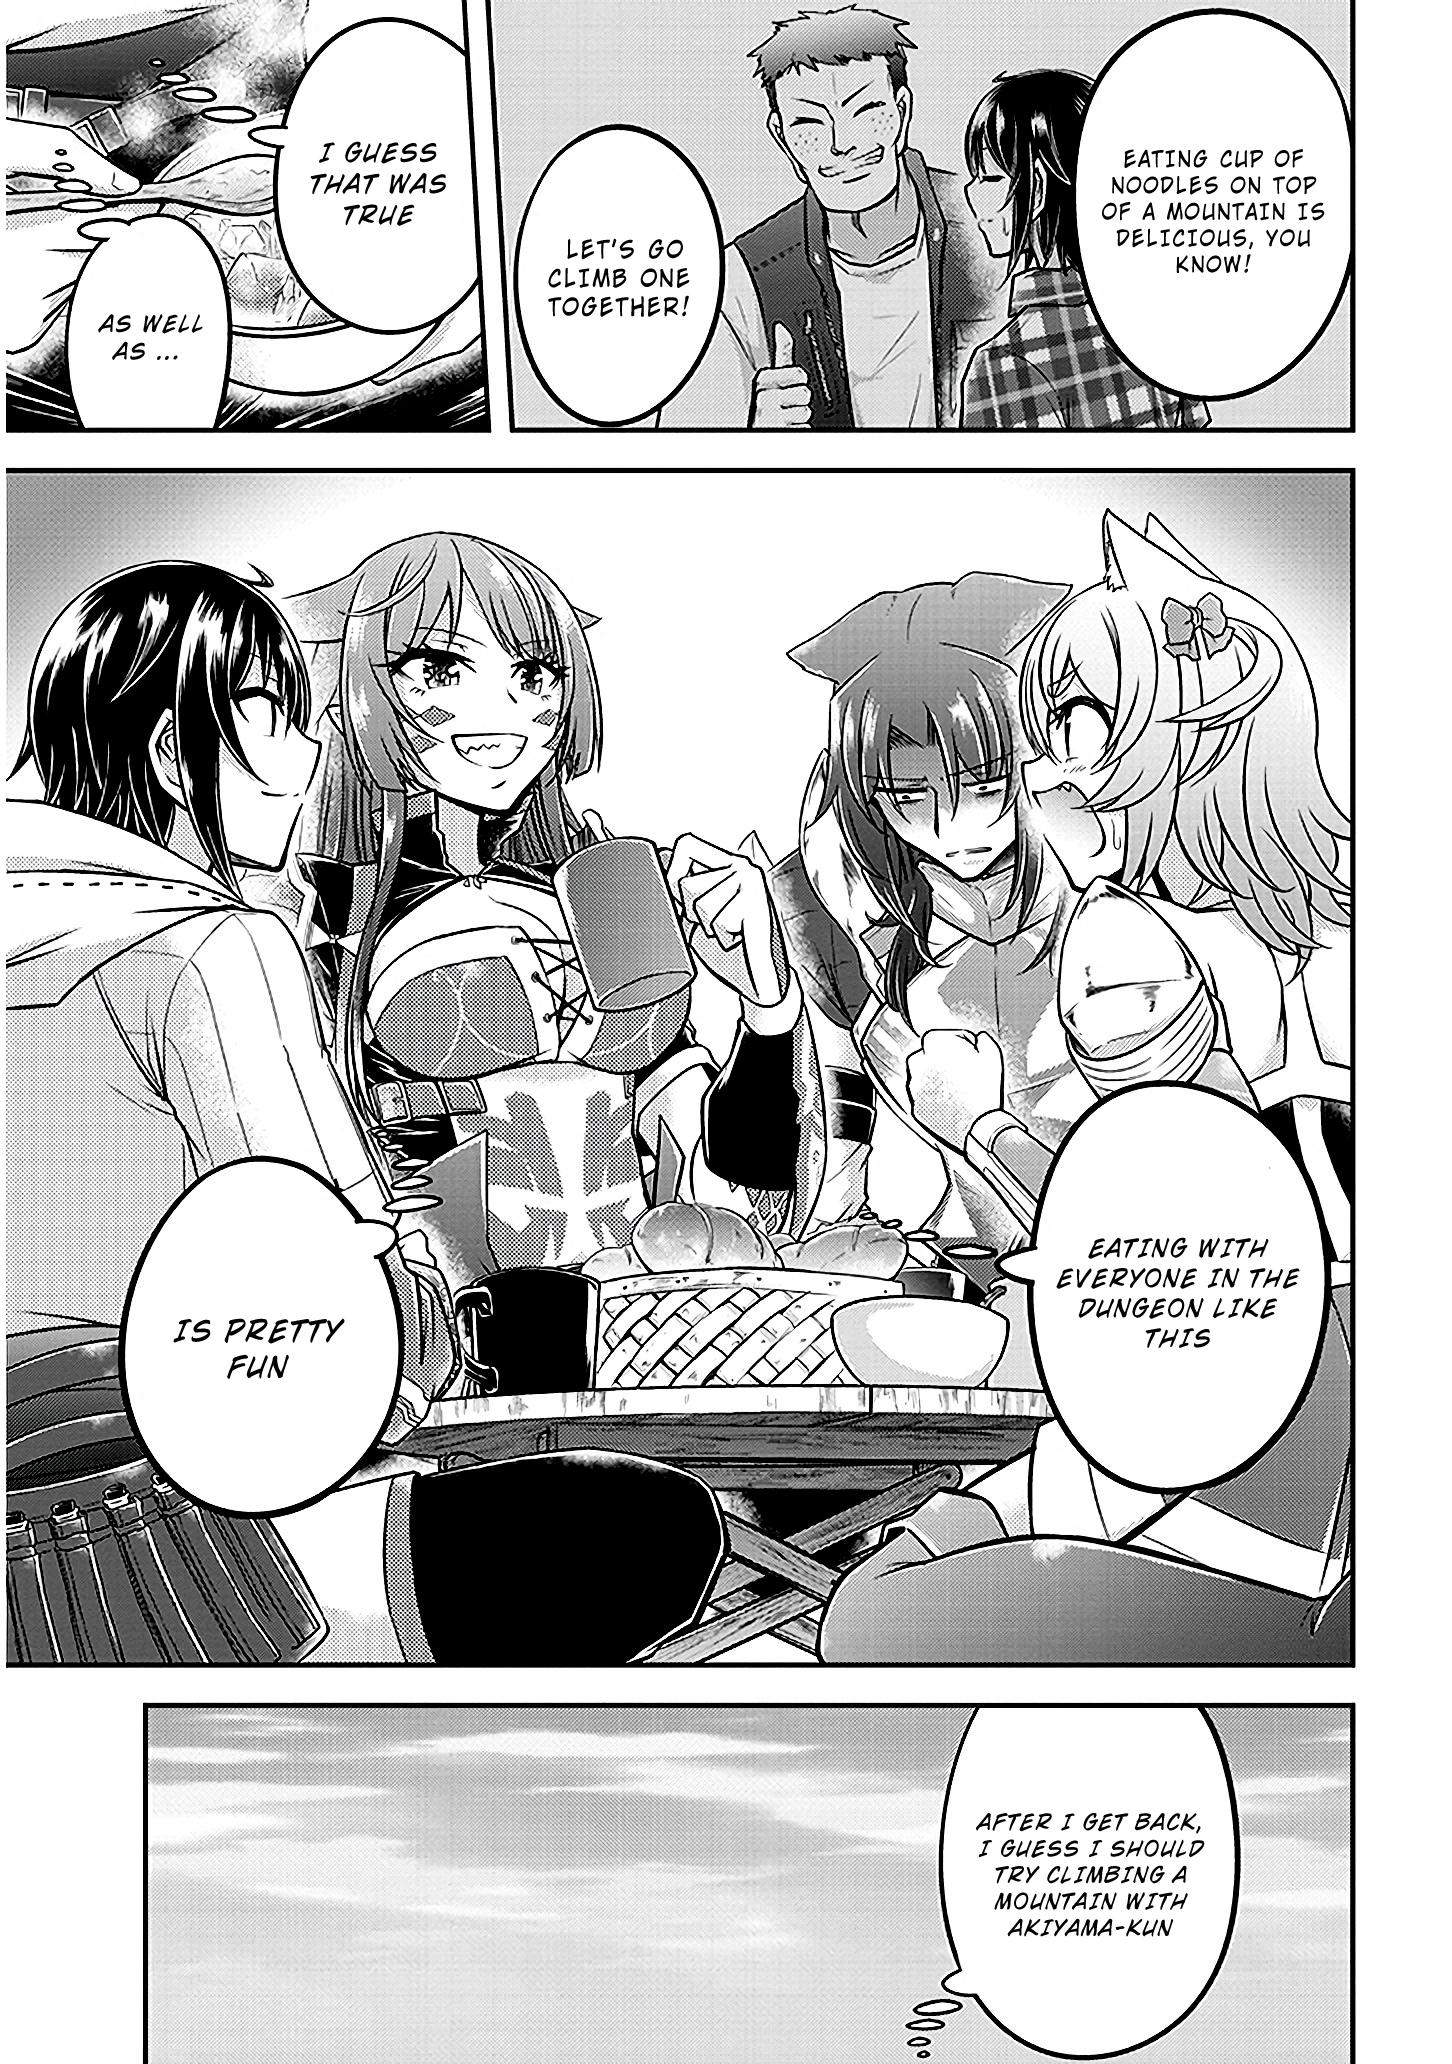 EATING CUP OF
NOODLES ON TOP
OF A MOUNTAIN IS
DELICIOUS, YOU
KNOW!
LET'S GO
CLIMB ONE
TOGETHER!
I GUESS
THAT WAS
TRUE
AS WELL
AS ...
EATING WITH
EVERYONE IN THE
DUNGEON LIKE
THIS
IS PRETTY
FUN
AFTER I GET BACK,
I GUESS I SHOULD
TRY CLIMBING A
MOUNTAIN WITH
AKIYAMA-KUN